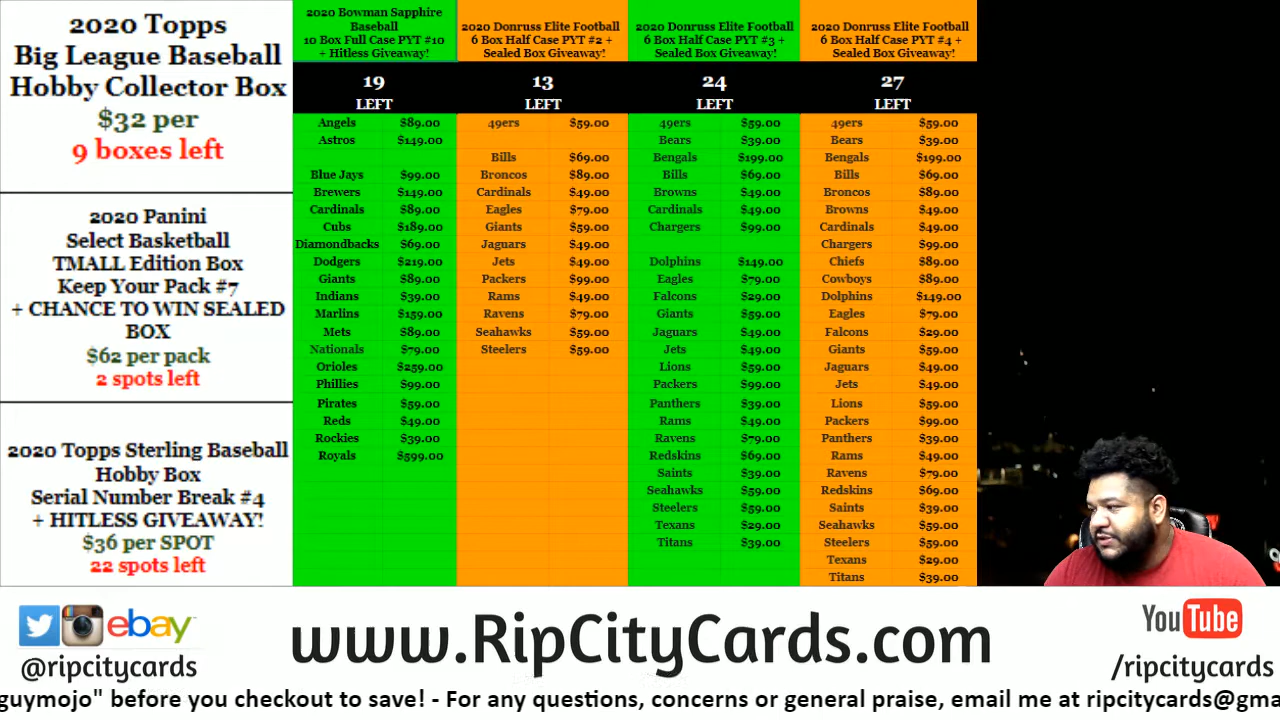 2020 Topps
Big League Baseball
Hobby Collector Box
$32 per
9 boxes left
2020 Panini
Select Basketball
TMALL Edition Box
Keep Your Pack #7
+ CHANCE TO WIN SEALED
BOX
$62 per pack
2 spots left
2020 Topps Sterling Baseball
Hobby Box
Serial Number Break #4
+ HITLESS GIVEAWAY!
$36 per SPOT
22 spots left
2020 Bowman Sapphire
Baseball
10 Box Full Case PYT #10
+ Hitless Giveaway!
19
LEFT
Angels $89.00
Astros $149.00
Blue Jays $99.00
Brewers $149.00
Cardinals $89.00
Cubs $189.00
Diamondbacks $69.00
Dodgers $219.00
Giants $89.00
Indians $39.00
Marlins $159.00
Mets $89.00
Nationals $79.00
Orioles $259.00
Phillies $99.00
Pirates $59.00
Reds $49.00
Rockies $39.00
Royals $599.00
2020 Donruss Elite Football
6 Box Half Case PYT #2 +
Sealed Box Giveaway!
13
LEFT
49ers $59.00
Bills $69.00
Broncos $89.00
Cardinals $49.00
Eagles $79.00
Giants $59.00
Jaguars $49.00
Jets $49.00
Packers $99.00
Rams $49.00
Ravens $79.00
Seahawks $59.00
Steelers $59.00
2020 Donruss Elite Football
6 Box Half Case PYT #3 +
Sealed Box Giveaway!
24
LEFT
49ers $59.00
Bears $39.00
Bengals $199.00
Bills $69.00
Browns $49.00
Cardinals $49.00
Chargers $99.00
Dolphins $149.00
Eagles $79.00
Falcons $29.00
Giants $59.00
Jaguars $49.00
Jets $49.00
Lions $59.00
Packers $99.00
Panthers $39.00
Rams $49.00
Ravens $79.00
Redskins $69.00
Saints $39.00
Seahawks $59.00
Steelers $59.00
Texans $29.00
Titans $39.00
2020 Donruss Elite Football
6 Box Half Case PYT #4 +
Sealed Box Giveaway!
27
LEFT
49ers $59.00
Bears $39.00
Bengals $199.00
Bills $69.00
Broncos $89.00
Browns $49.00
Cardinals $49.00
Chargers $99.00
Chiefs $89.00
Cowboys $89.00
Dolphins $149.00
Eagles $79.00
Falcons $29.00
Giants $59.00
Jaguars $49.00
Jets $49.00
Lions $59.00
Packers $99.00
Panthers $39.00
Rams $49.00
Ravens $79.00
Redskins $69.00
Saints $39.00
Seahawks $59.00
Steelers $59.00
Texans $29.00
Titans $39.00
ebay
@ripcitycards
www.RipCityCards.com
YouTube
/ripcitycards
guymojo" before you checkout to save! - For any questions, concerns or general praise, email me at ripcitycards@gma